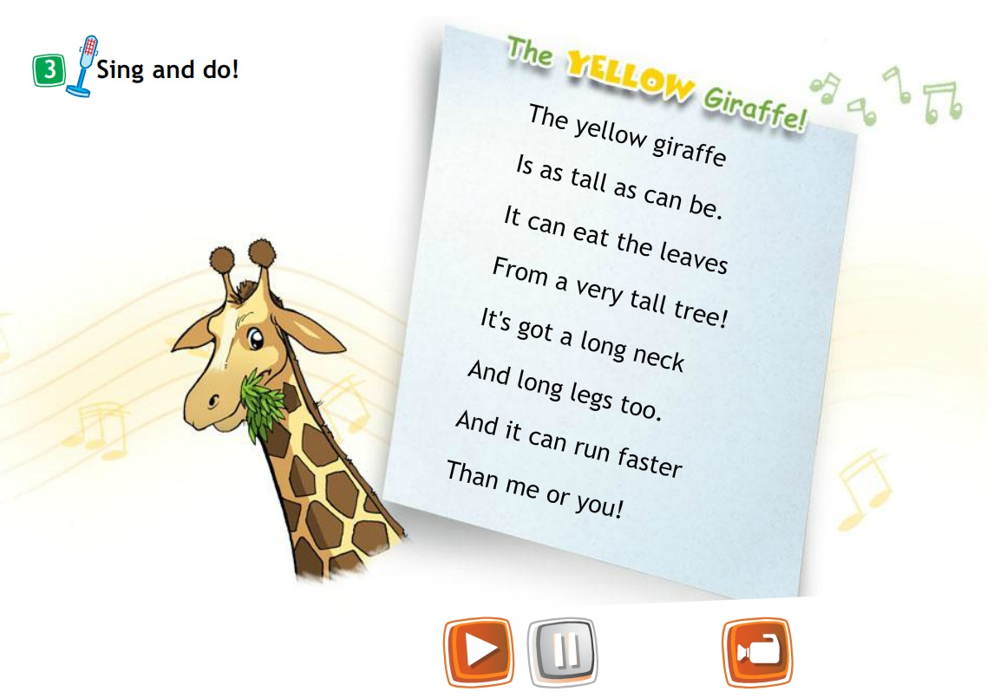 3 Sing and do!
The YELLOW Giraffe!
The yellow giraffe
Is as tall as can be.
It can eat the leaves
From a very tall tree!
It's got a long neck
And long legs too.
And it can run faster
Than me or you!